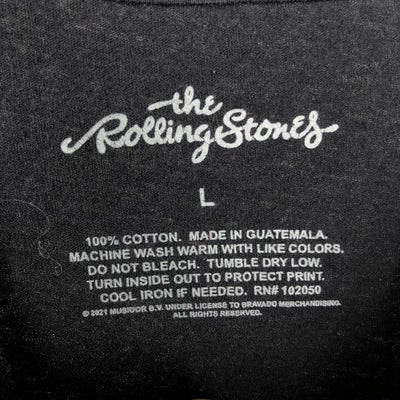 the
Rolling Stones
L
100% COTTON. MADE IN GUATEMALA.
MACHINE WASH WARM WITH LIKE COLORS.
DO NOT BLEACH. TUMBLE DRY LOW.
TURN INSIDE OUT TO PROTECT PRINT.
COOL IRON IF NEEDED. RN# 102050
© 2021 MUSIDOR B.V. UNDER LICENSE TO BRAVADO MERCHANDISING.
ALL RIGHTS RESERVED.